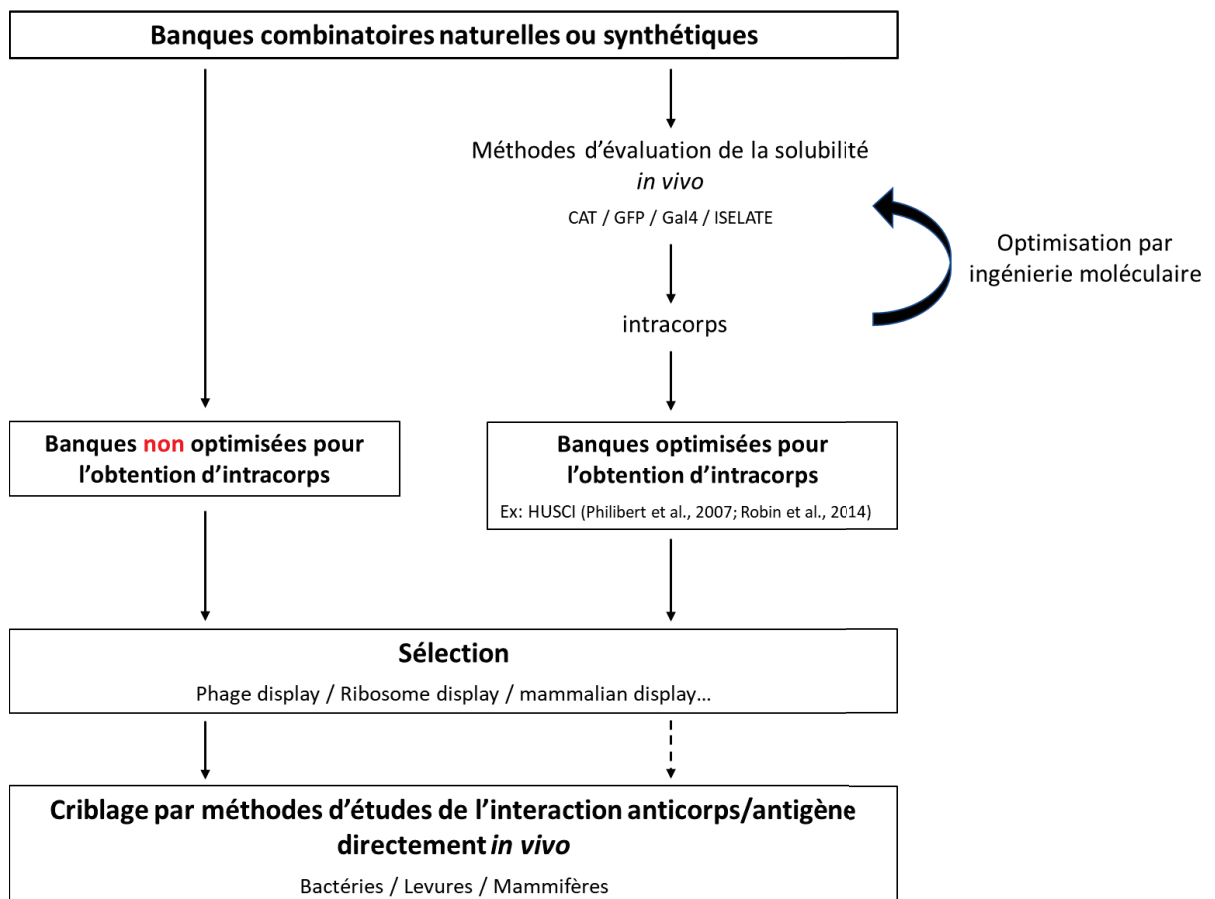 Banques combinatoires naturelles ou synthétiques
Méthodes d'évaluation de la solubilité
in vivo
CAT / GFP / Gal4 / ISELATE
Optimisation par
ingénierie moléculaire
intracorps
Banques non optimisées pour
l'obtention d'intracorps
Banques optimisées pour
l'obtention d'intracorps
Ex: HUSCI (Philibert et al., 2007; Robin et al., 2014)
Sélection
Phage display / Ribosome display / mammalian display...
Criblage par méthodes d'études de l'interaction anticorps/antigène
directement in vivo
Bactéries / Levures / Mammifères